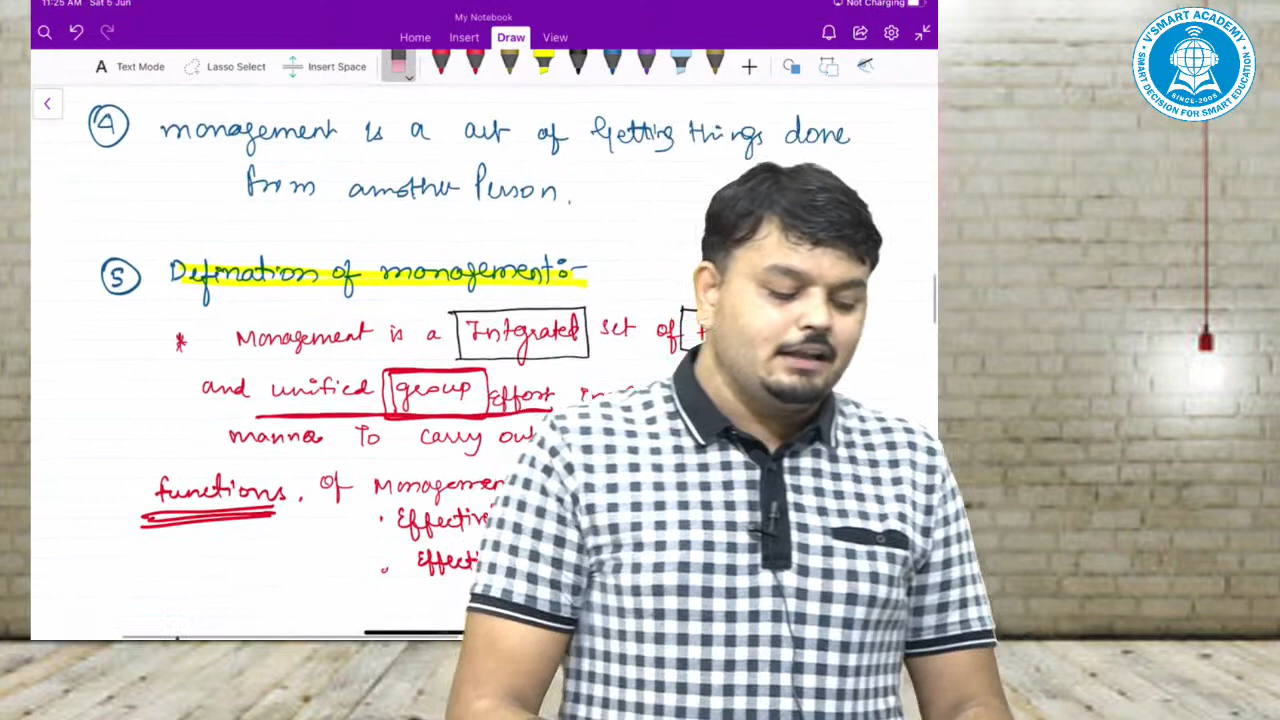 11:25 AM Sat 5 Jun
Not Charging
My Notebook
Home Insert Draw View
A Text Mode Lasso Select Insert Space
4 management is a art of Getting things done
from another Person.
5 Defination of management:-
* Management is a Integrated set of
and unified group Effort in
manner To carry out
functions. Of Managemen
• Effective
• Effecti
V'SMART ACADEMY
SINCE-2006
SMART DECISION FOR SMART EDUCATION